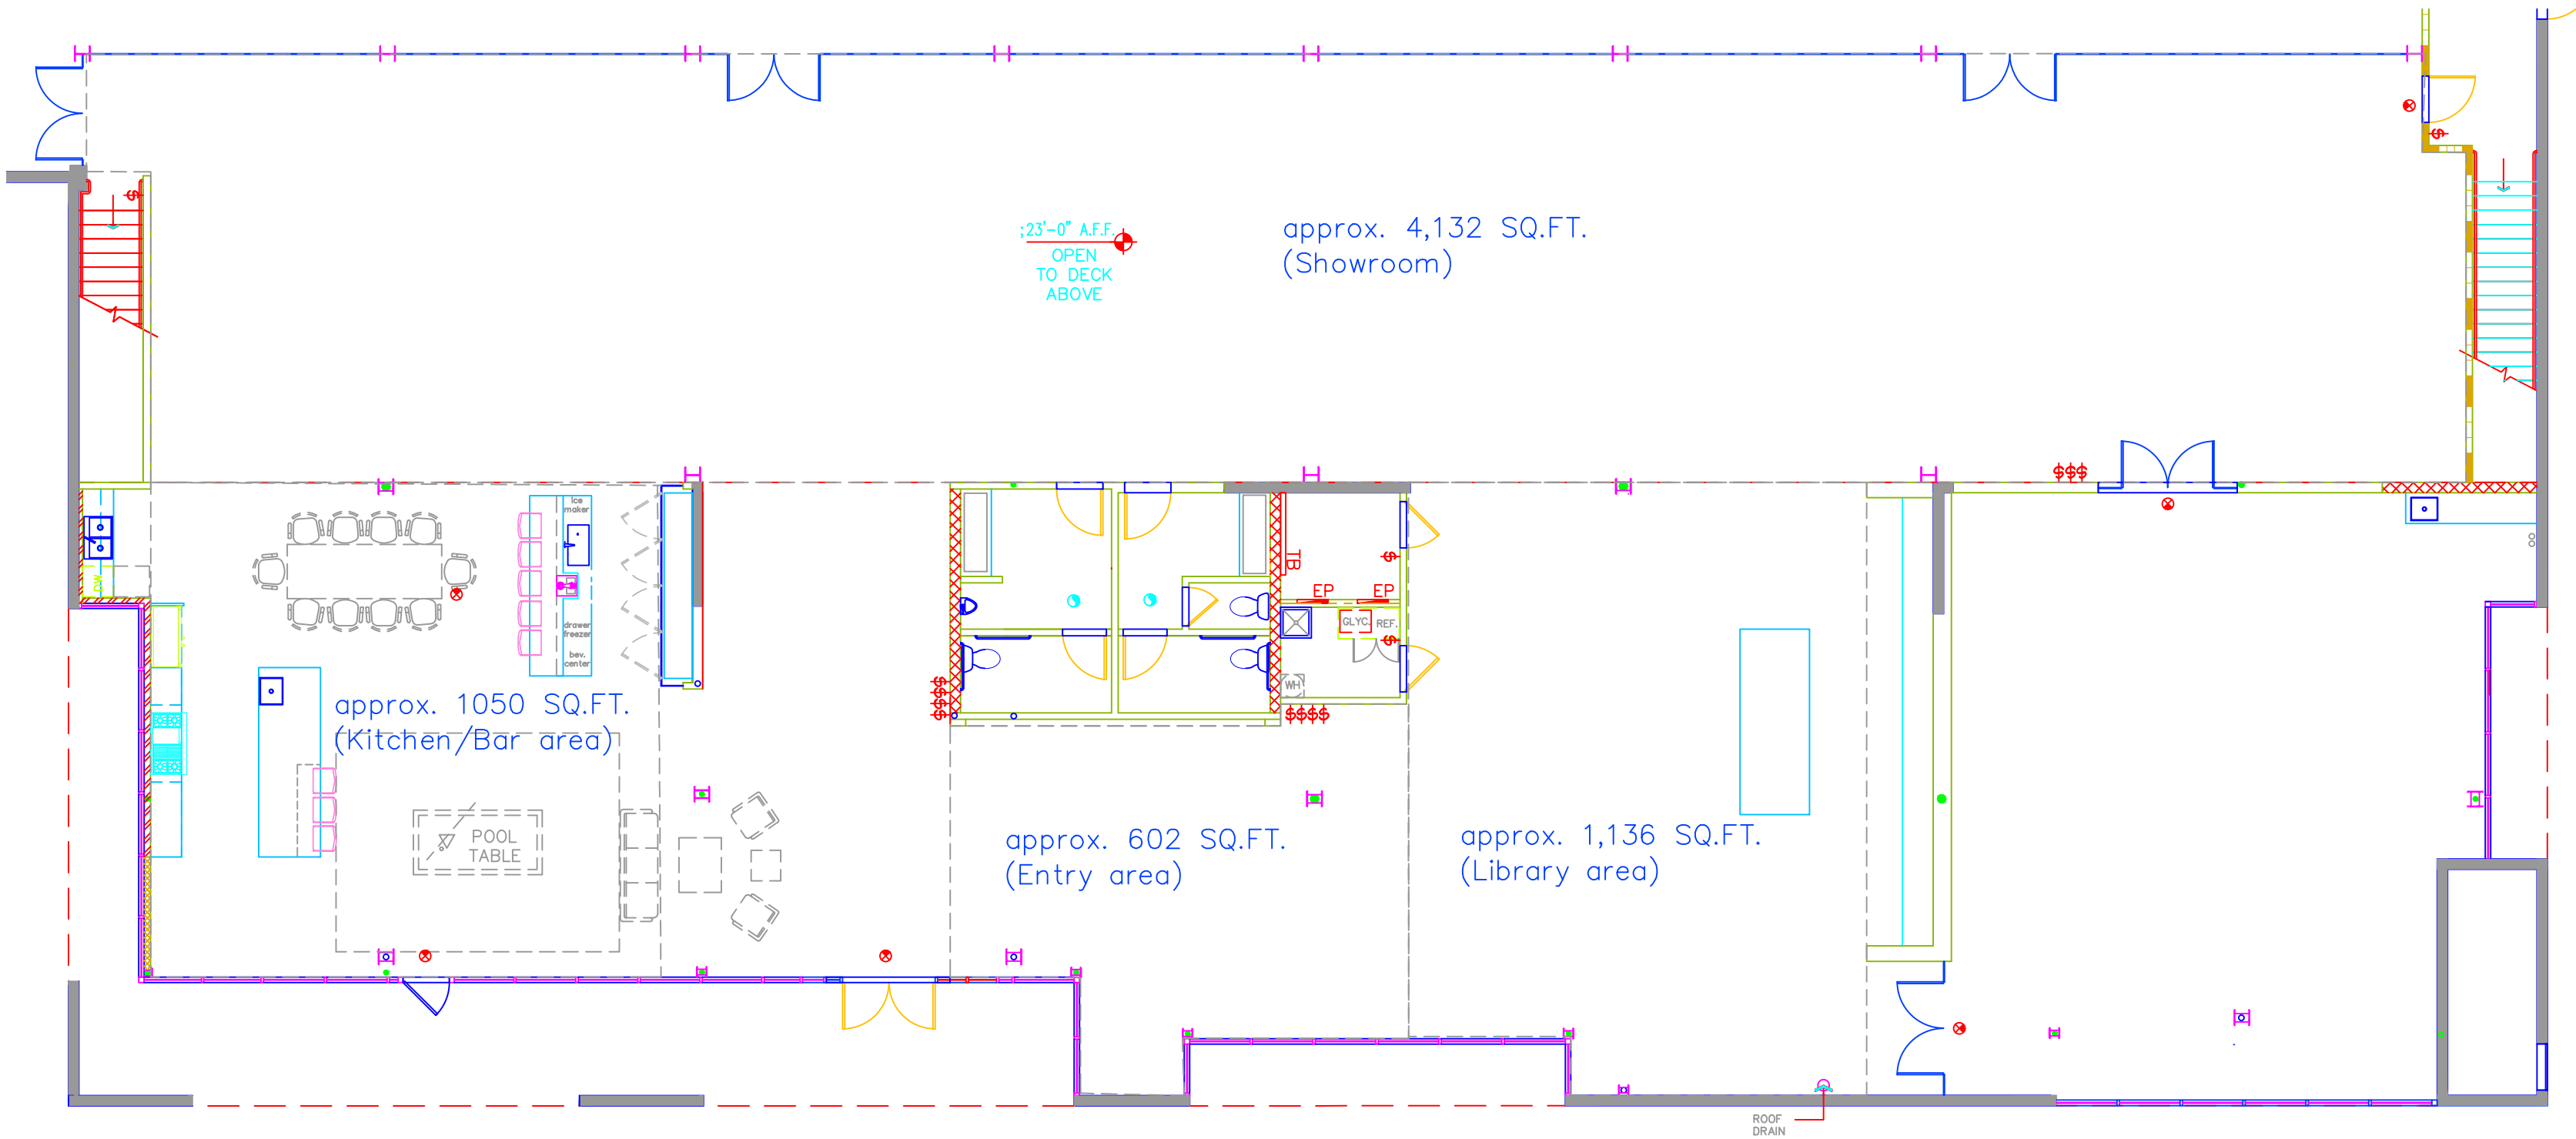 ;23'-0" A.F.F.
OPEN
TO DECK
ABOVE
approx. 4,132 SQ.FT.
(Showroom)
$
$
$$$
ice
maker
DW
drawer
freezer
bev.
center
TB
$
EP
EP
GLYC.
REF.
$
WH
$$$$
$$$$
approx. 1050 SQ.FT.
(Kitchen/Bar area)
POOL
TABLE
approx. 602 SQ.FT.
(Entry area)
approx. 1,136 SQ.FT.
(Library area)
ROOF
DRAIN